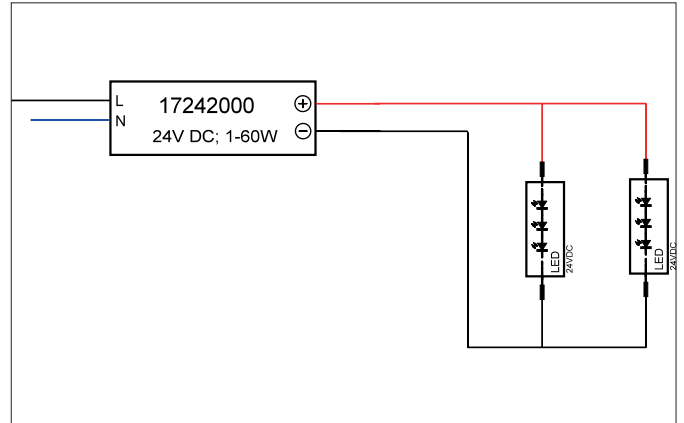 L
17242000
+
N
24V DC; 1-60W
−
LED
24VDC
LED
24VDC